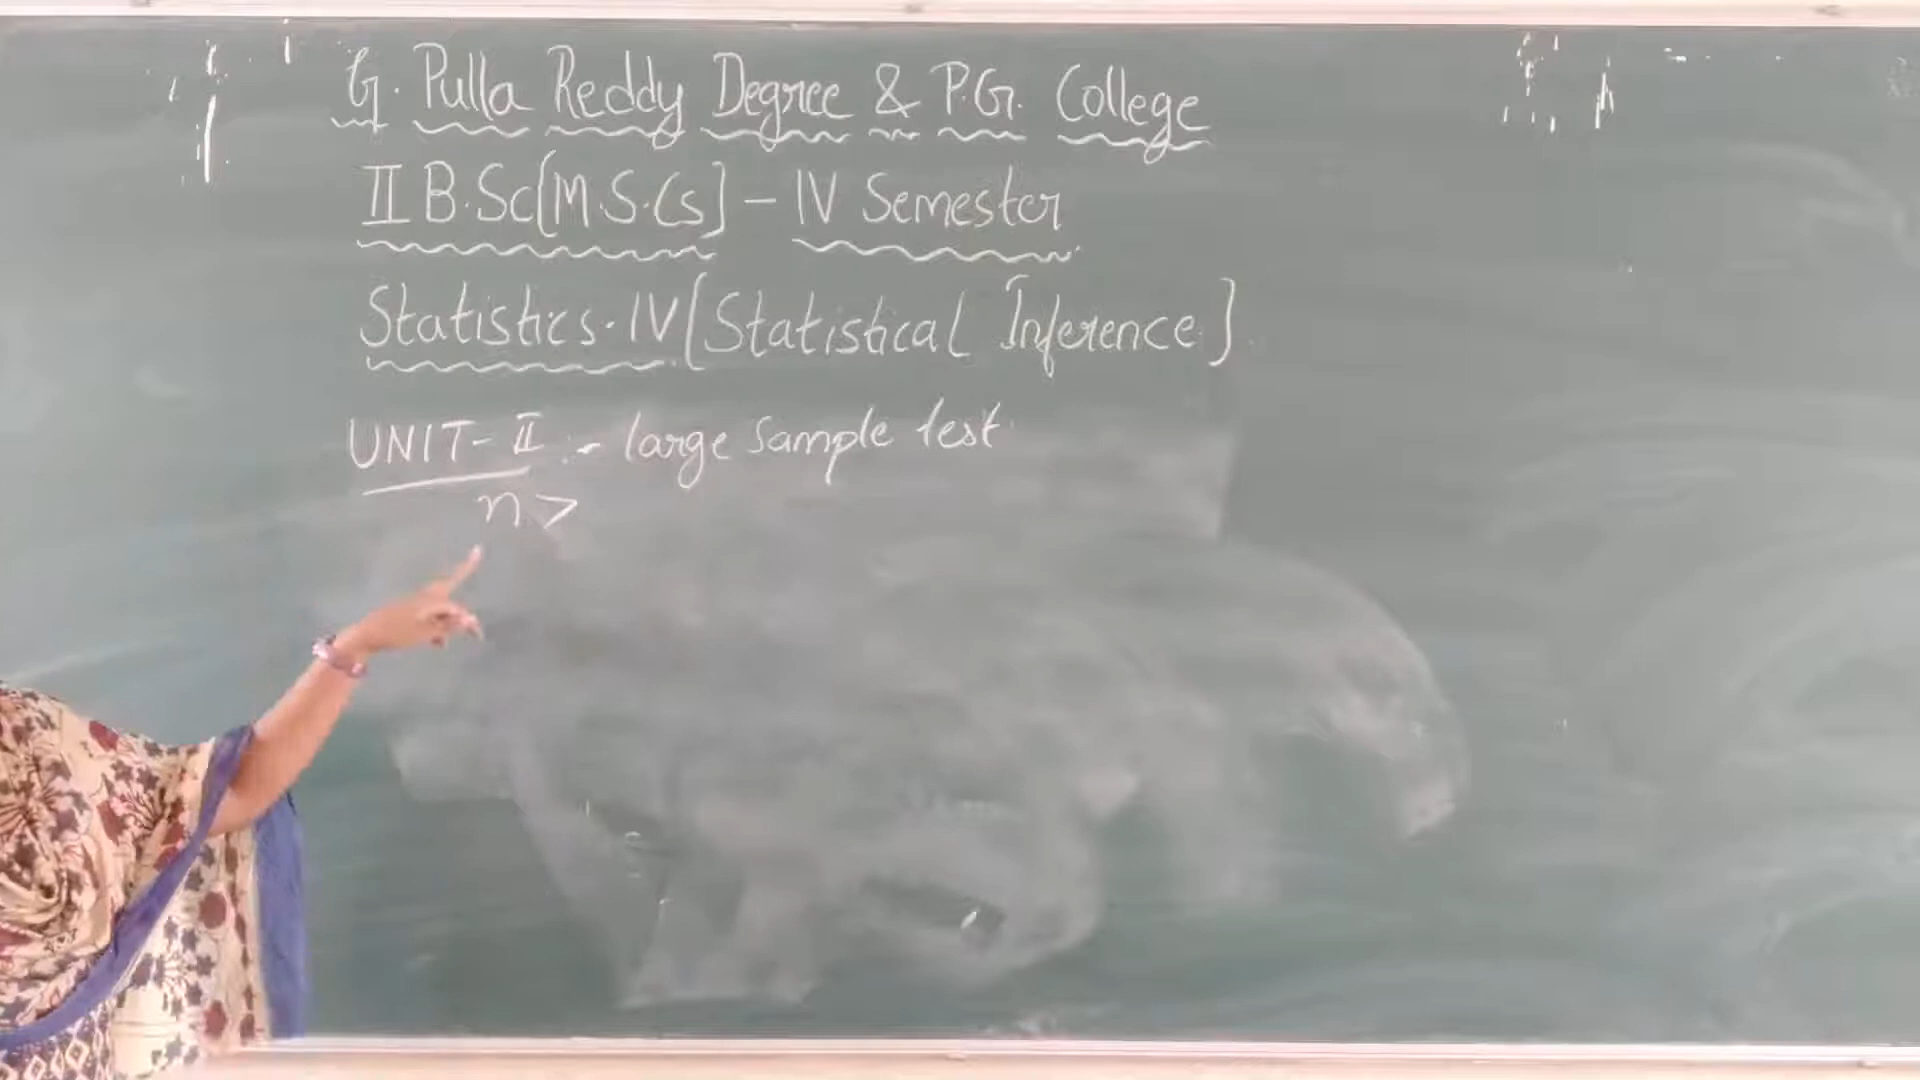 G. Pulla Reddy Degree & P.G. College
II B.Sc[M.S.Cs] - IV Semester
Statistics-IV[Statistical Inference]
UNIT-II :- large sample test
n >